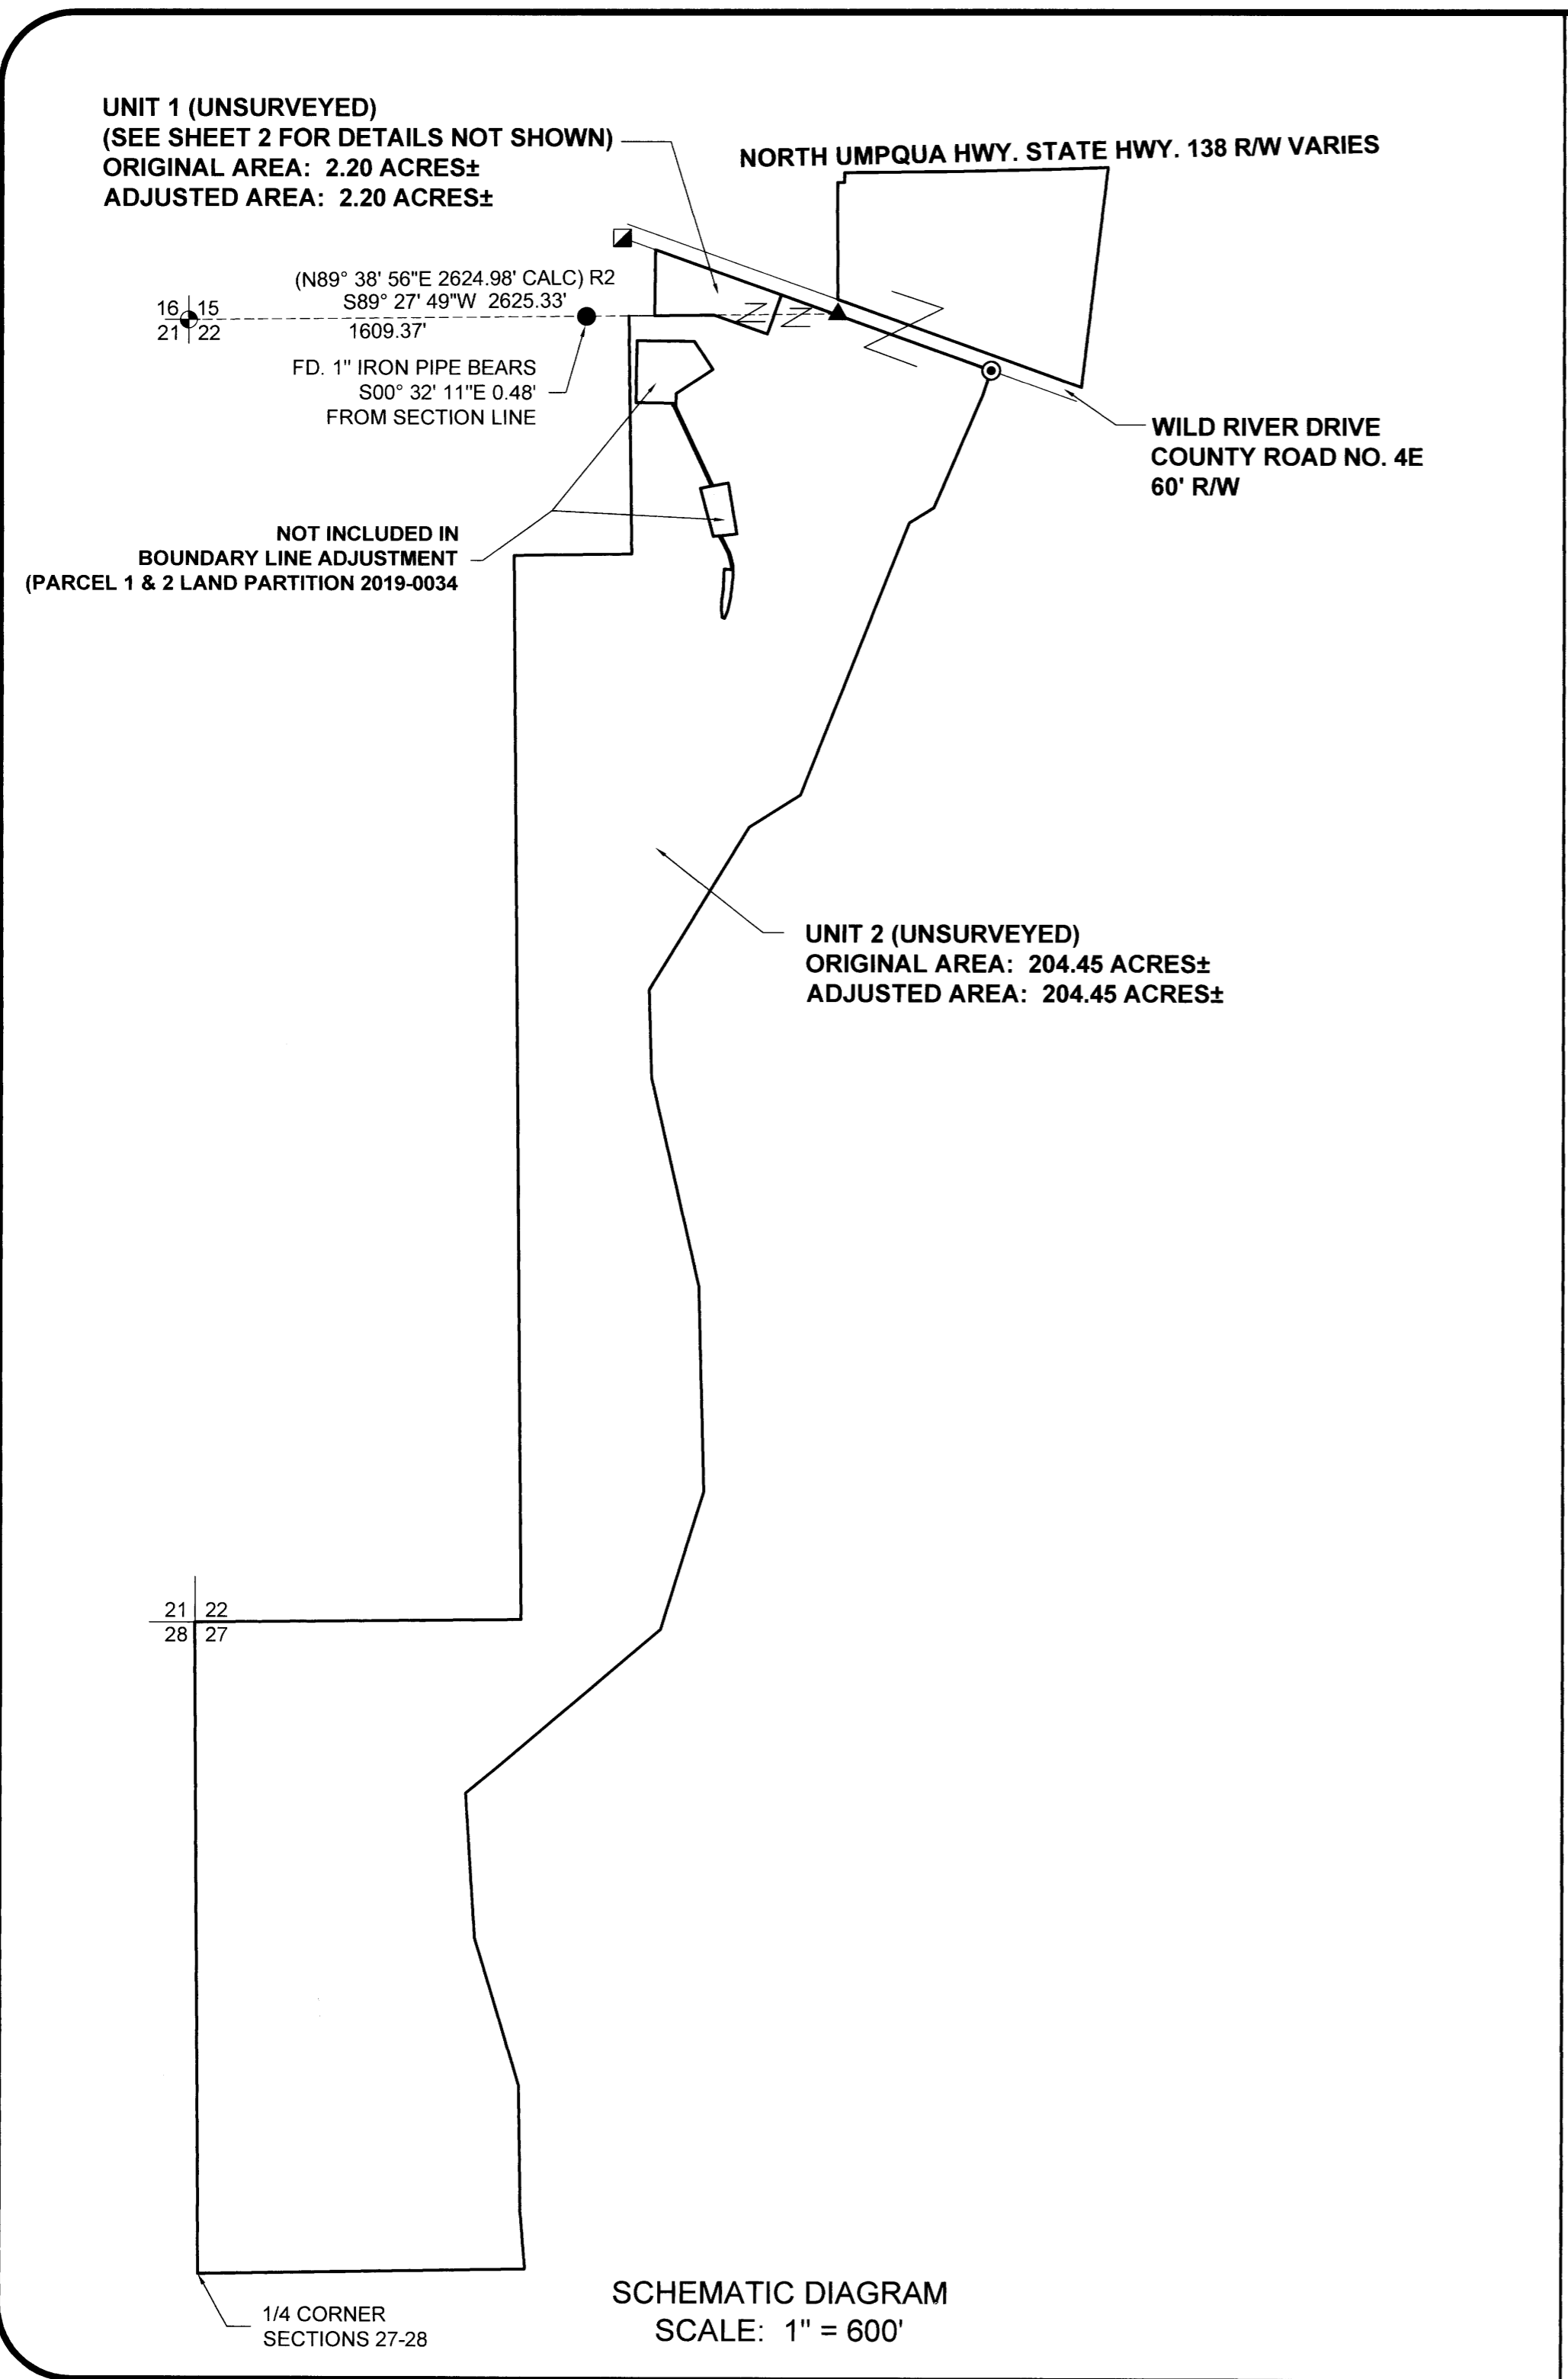 UNIT 1 (UNSURVEYED)
(SEE SHEET 2 FOR DETAILS NOT SHOWN)
ORIGINAL AREA: 2.20 ACRES±
ADJUSTED AREA: 2.20 ACRES±
NORTH UMPQUA HWY. STATE HWY. 138 R/W VARIES
(N89° 38' 56"E 2624.98' CALC) R2
S89° 27' 49"W 2625.33'
1609.37'
16 15
21 22
FD. 1" IRON PIPE BEARS
S00° 32' 11"E 0.48'
FROM SECTION LINE
WILD RIVER DRIVE
COUNTY ROAD NO. 4E
60' R/W
NOT INCLUDED IN
BOUNDARY LINE ADJUSTMENT
(PARCEL 1 & 2 LAND PARTITION 2019-0034
UNIT 2 (UNSURVEYED)
ORIGINAL AREA: 204.45 ACRES±
ADJUSTED AREA: 204.45 ACRES±
21 22
28 27
1/4 CORNER
SECTIONS 27-28
SCHEMATIC DIAGRAM
SCALE: 1" = 600'